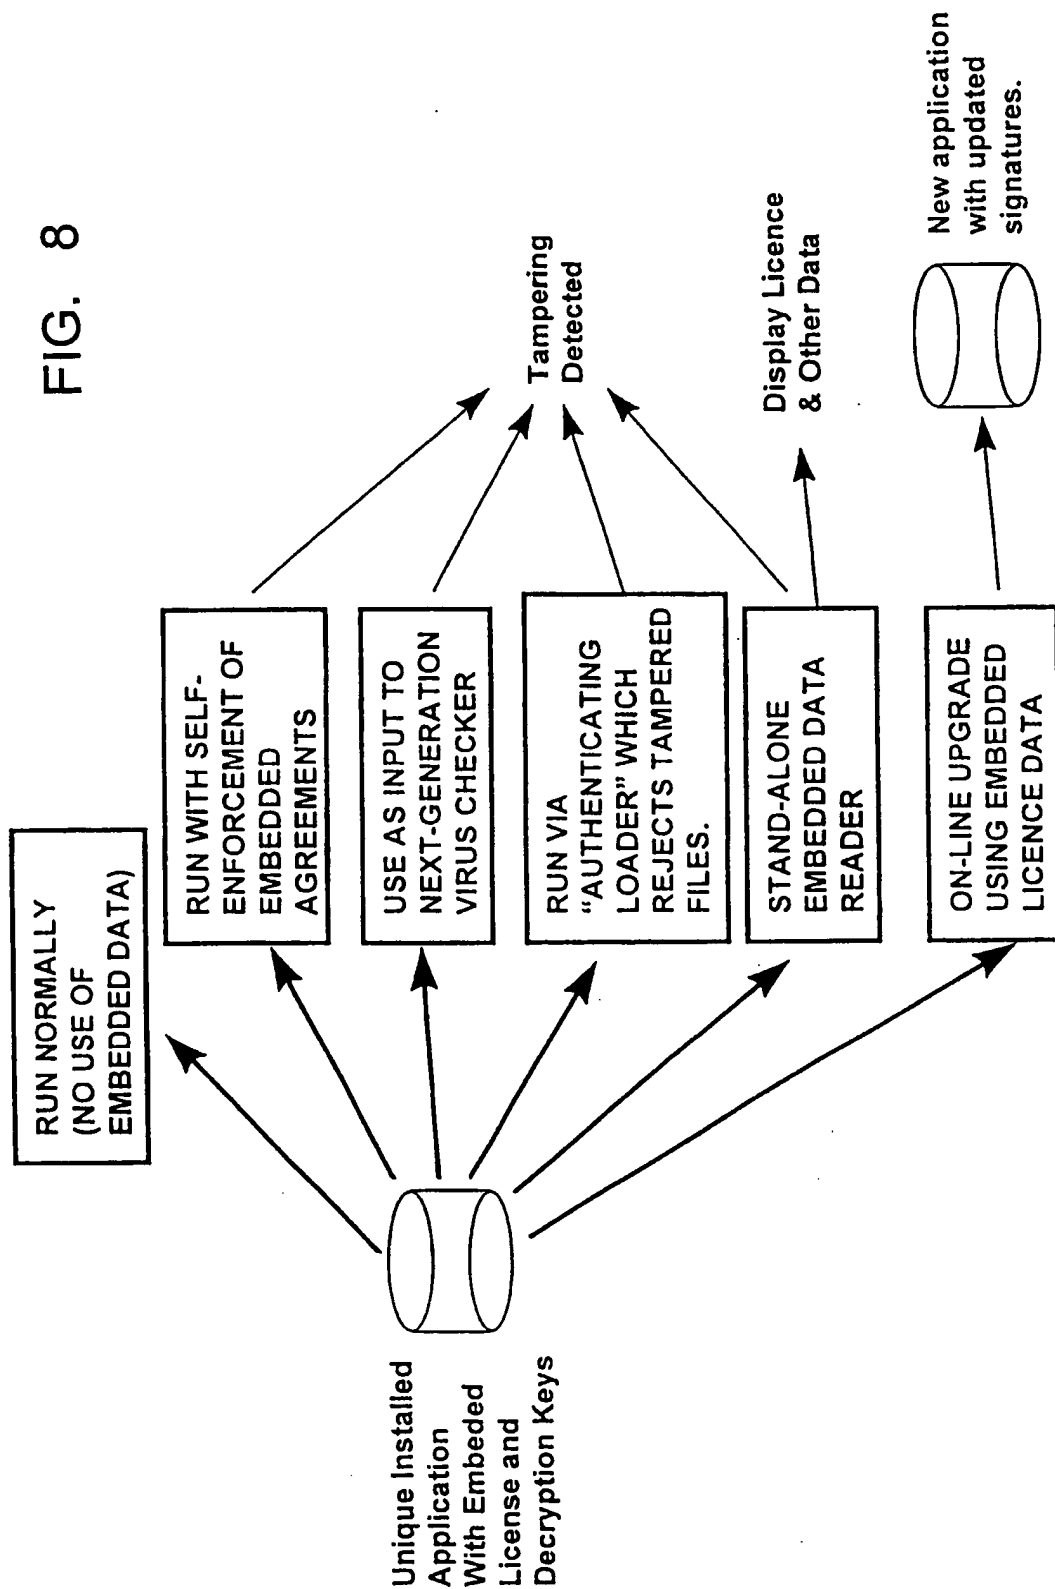 FIG. 8
Unique Installed
Application
With Embeded
License and
Decryption Keys
RUN NORMALLY
(NO USE OF
EMBEDDED DATA)
RUN WITH SELF-
ENFORCEMENT OF
EMBEDDED
AGREEMENTS
USE AS INPUT TO
NEXT-GENERATION
VIRUS CHECKER
RUN VIA
"AUTHENTICATING
LOADER" WHICH
REJECTS TAMPERED
FILES.
STAND-ALONE
EMBEDDED DATA
READER
ON-LINE UPGRADE
USING EMBEDDED
LICENCE DATA
Tampering
Detected
Display Licence
& Other Data
New application
with updated
signatures.